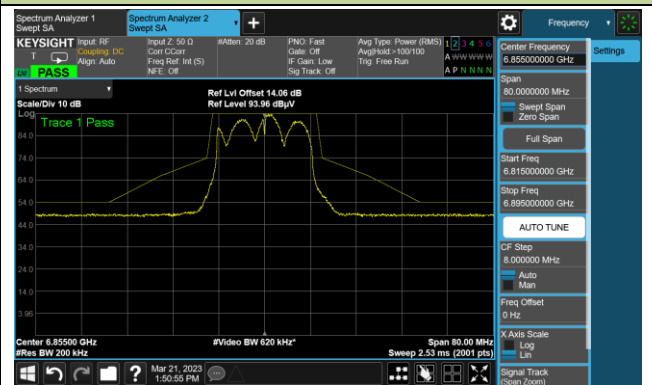 Spectrum Analyzer 1
Swept SA
Spectrum Analyzer 2
Swept SA
Frequency
KEYSIGHT
Input: RF
Coupling: DC
Align: Auto
Input Z: 50 Ω
Corr CCorr
Freq Ref: Int (S)
NFE: Off
#Atten: 20 dB
PNO: Fast
Gate: Off
IF Gain: Low
Sig Track: Off
Avg Type: Power (RMS)
Avg|Hold:>100/100
Trig: Free Run
1 2 3 4 5 6
A W W W W W
A P N N N N
T
PASS
1 Spectrum
Scale/Div 10 dB
Ref Lvl Offset 14.06 dB
Ref Level 93.96 dBµV
Log
Trace 1 Pass
84.0
74.0
64.0
54.0
44.0
34.0
24.0
14.0
3.96
Center 6.85500 GHz
#Res BW 200 kHz
#Video BW 620 kHz*
Span 80.00 MHz
Sweep 2.53 ms (2001 pts)
Mar 21, 2023
1:50:55 PM
Center Frequency
6.855000000 GHz
Settings
Span
80.0000000 MHz
Swept Span
Zero Span
Full Span
Start Freq
6.815000000 GHz
Stop Freq
6.895000000 GHz
AUTO TUNE
CF Step
8.000000 MHz
Auto
Man
Freq Offset
0 Hz
X Axis Scale
Log
Lin
Signal Track
(Span Zoom)